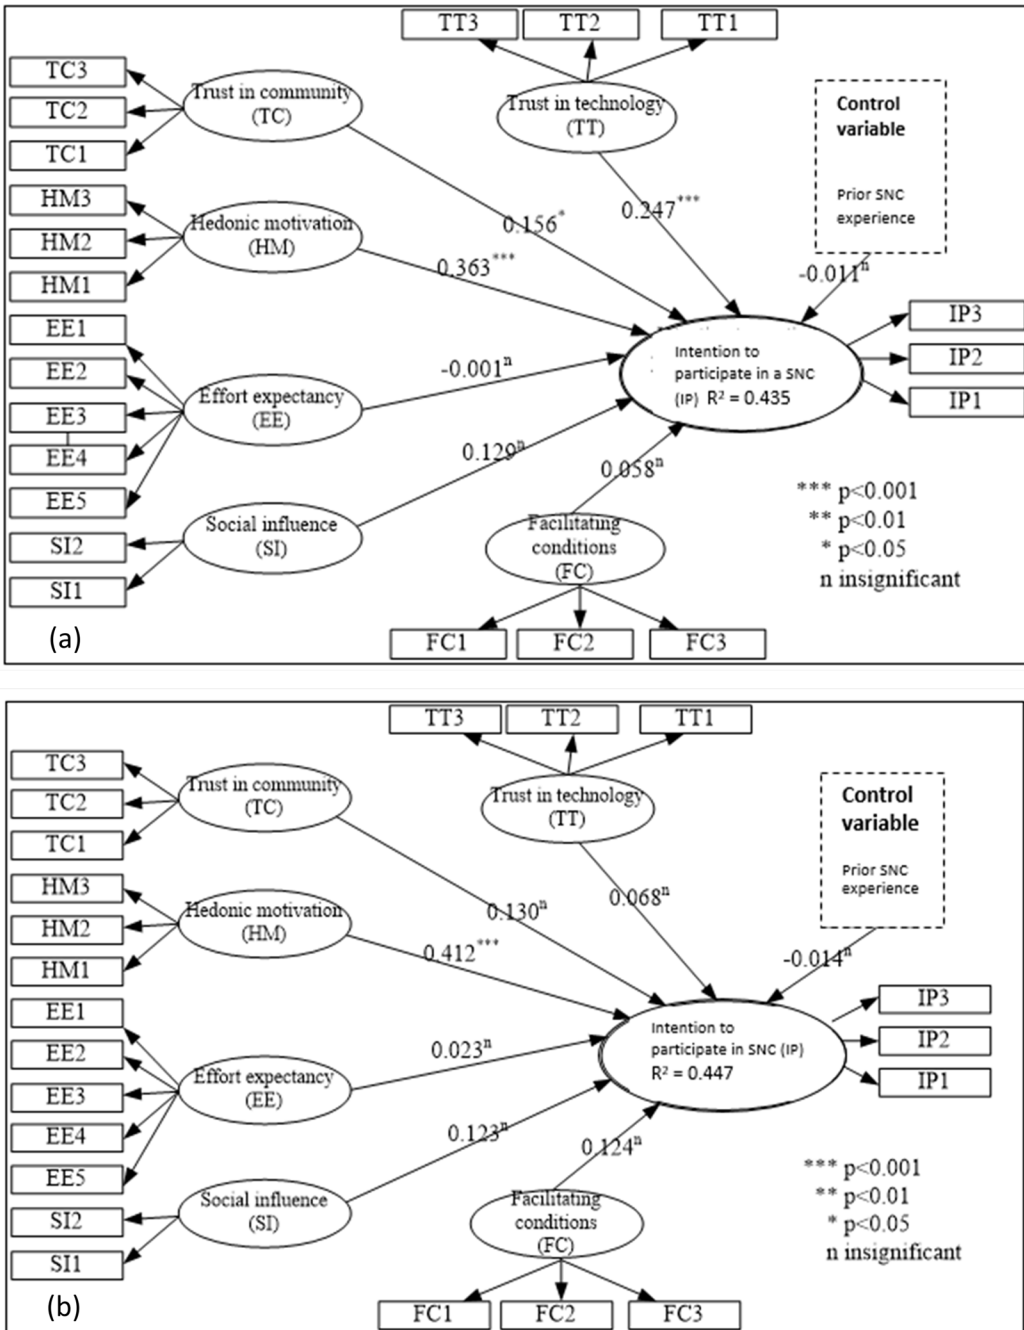 TT3
TT2
TT1
TC3
TC2
TC1
Trust in community
(TC)
Trust in technology
(TT)
Control
variable
Prior SNC
experience
HM3
HM2
HM1
Hedonic motivation
(HM)
0.156*
0.247***
0.363***
-0.011n
EE1
EE2
EE3
EE4
EE5
Effort expectancy
(EE)
-0.001n
Intention to
participate in a SNC
(IP) R² = 0.435
IP3
IP2
IP1
0.129n
0.058n
SI2
SI1
Social influence
(SI)
Facilitating
conditions
(FC)
*** p<0.001
** p<0.01
* p<0.05
n insignificant
FC1
FC2
FC3
(a)
TT3
TT2
TT1
TC3
TC2
TC1
Trust in community
(TC)
Trust in technology
(TT)
Control
variable
Prior SNC
experience
HM3
HM2
HM1
Hedonic motivation
(HM)
0.130n
0.068n
0.412***
-0.014n
EE1
EE2
EE3
EE4
EE5
Effort expectancy
(EE)
0.023n
Intention to
participate in SNC (IP)
R² = 0.447
IP3
IP2
IP1
0.123n
0.124n
SI2
SI1
Social influence
(SI)
Facilitating
conditions
(FC)
*** p<0.001
** p<0.01
* p<0.05
n insignificant
FC1
FC2
FC3
(b)